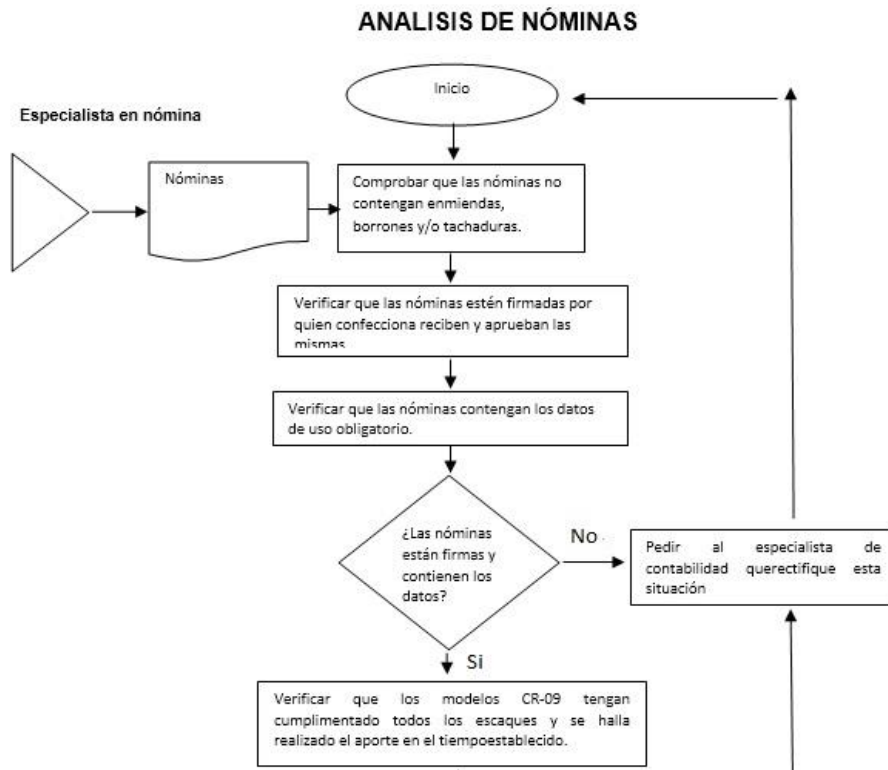 ANALISIS DE NÓMINAS
Inicio
Especialista en nómina
Nóminas
Comprobar que las nóminas no
contengan enmiendas,
borrones y/o tachaduras.
Verificar que las nóminas estén firmadas por
quien confecciona reciben y aprueban las
mismas
Verificar que las nóminas contengan los datos
de uso obligatorio.
¿Las nóminas
están firmas y
contienen los
datos?
No
Pedir al especialista de
contabilidad querectifique esta
situación
Si
Verificar que los modelos CR-09 tengan
cumplimentado todos los escaques y se halla
realizado el aporte en el tiempoestablecido.